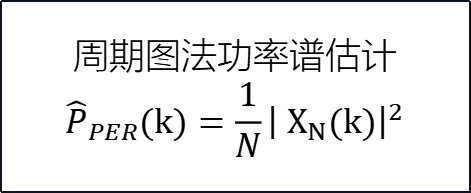 周期图法功率谱估计
P̂_PER(k) = 1/N | X_N(k)|²